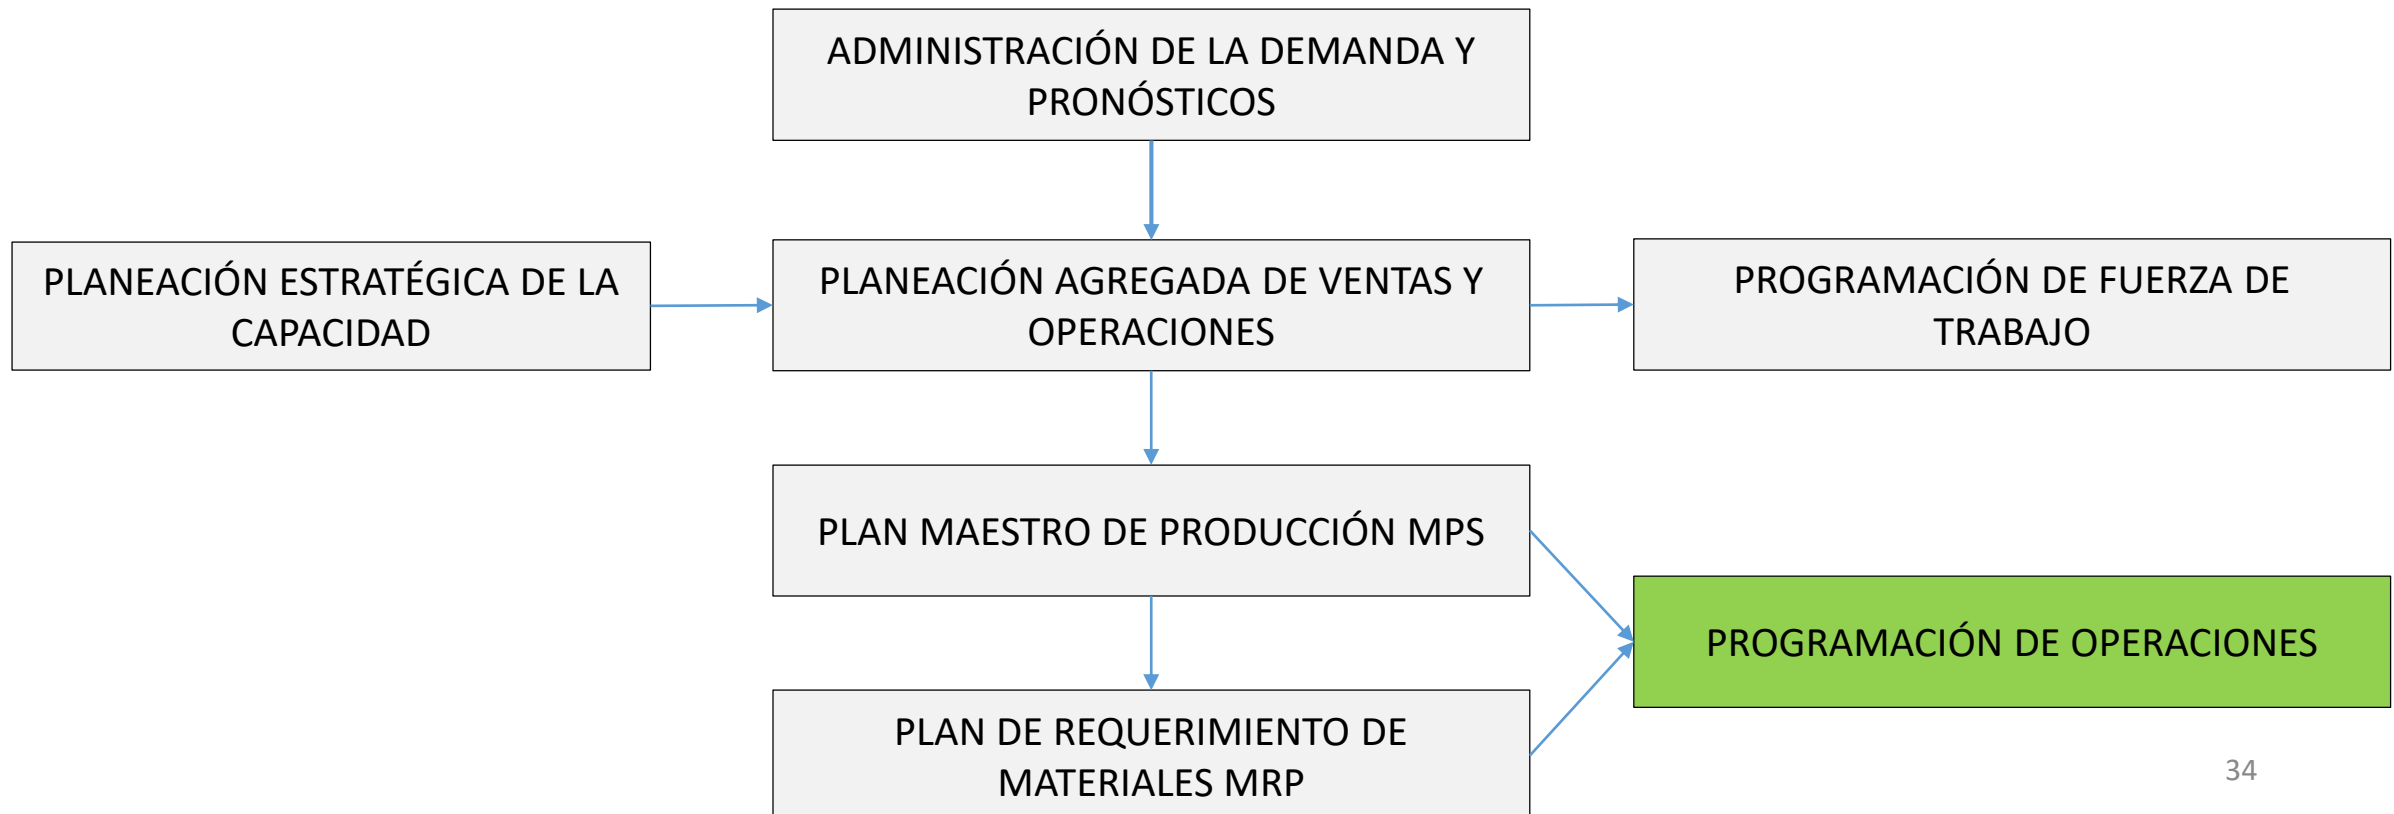 ADMINISTRACIÓN DE LA DEMANDA Y
PRONÓSTICOS
PLANEACIÓN ESTRATÉGICA DE LA
CAPACIDAD
PLANEACIÓN AGREGADA DE VENTAS Y
OPERACIONES
PROGRAMACIÓN DE FUERZA DE
TRABAJO
PLAN MAESTRO DE PRODUCCIÓN MPS
PROGRAMACIÓN DE OPERACIONES
PLAN DE REQUERIMIENTO DE
MATERIALES MRP
34